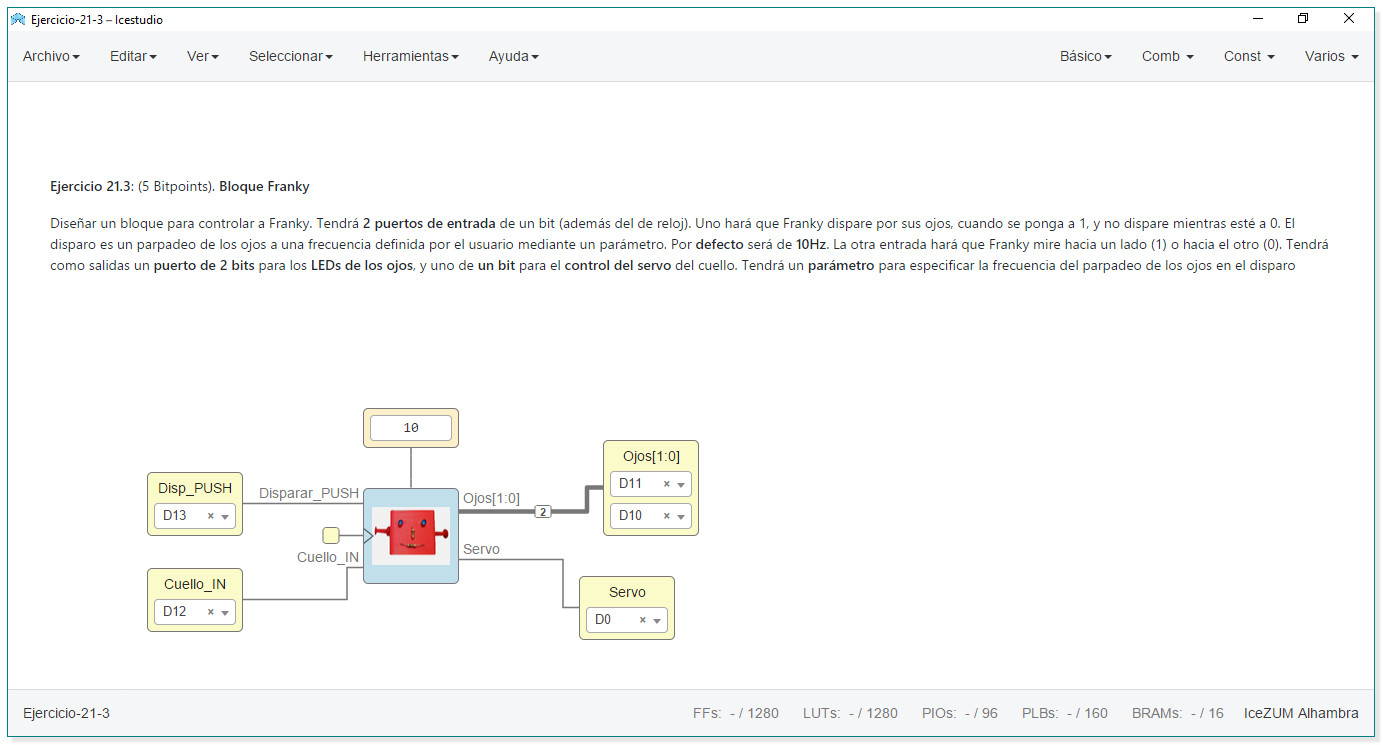 Ejercicio-21-3 – Icestudio
Archivo Editar Ver Seleccionar Herramientas Ayuda Básico Comb Const Varios
Ejercicio 21.3: (5 Bitpoints). Bloque Franky
Diseñar un bloque para controlar a Franky. Tendrá 2 puertos de entrada de un bit (además del de reloj). Uno hará que Franky dispare por sus ojos, cuando se ponga a 1, y no dispare mientras esté a 0. El
disparo es un parpadeo de los ojos a una frecuencia definida por el usuario mediante un parámetro. Por defecto será de 10Hz. La otra entrada hará que Franky mire hacia un lado (1) o hacia el otro (0). Tendrá
como salidas un puerto de 2 bits para los LEDs de los ojos, y uno de un bit para el control del servo del cuello. Tendrá un parámetro para especificar la frecuencia del parpadeo de los ojos en el disparo
10
Disp_PUSH
D13 ×
Disparar_PUSH
Cuello_IN
Cuello_IN
D12 ×
Ojos[1:0]
2
Servo
Ojos[1:0]
D11 ×
D10 ×
Servo
D0 ×
Ejercicio-21-3 FFs: - / 1280 LUTs: - / 1280 PIOs: - / 96 PLBs: - / 160 BRAMs: - / 16 IceZUM Alhambra